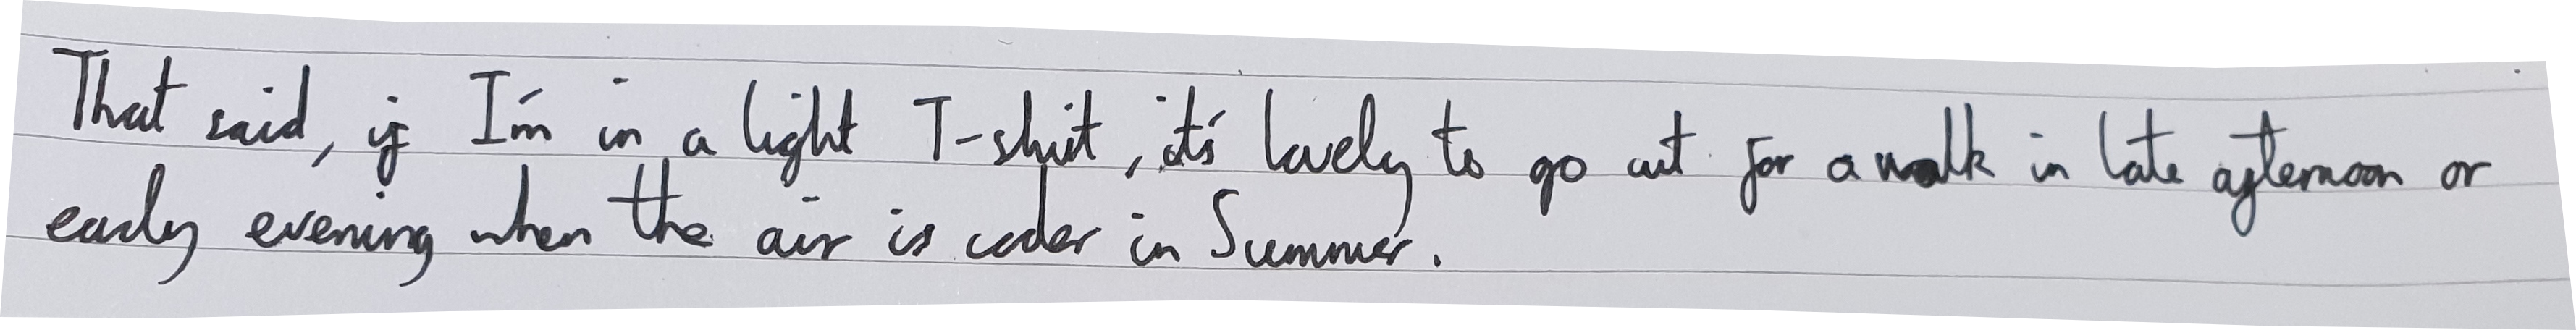 That said, if I'm in a light T-shirt, it's lovely to go out for a walk in late afternoon or
early evening when the air is cooler in Summer.